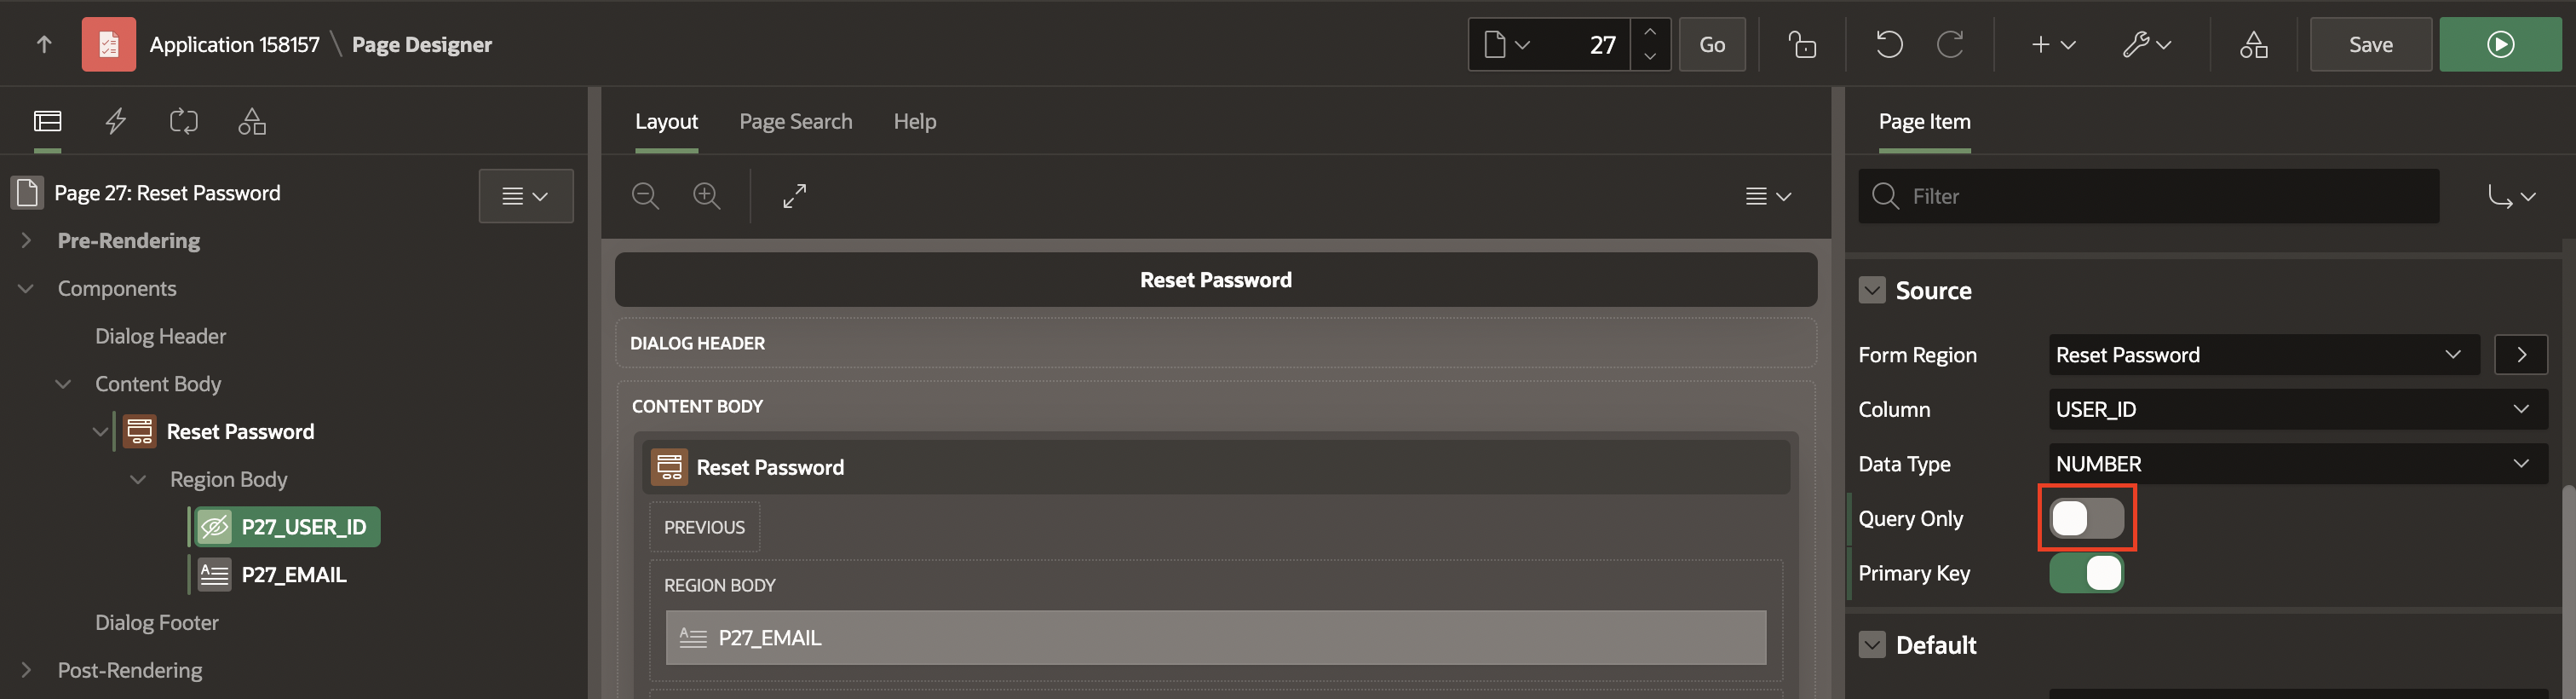 Application 158157 \ Page Designer
27
Go
Save
Layout
Page Search
Help
Page Item
Page 27: Reset Password
Filter
Pre-Rendering
Components
Dialog Header
Content Body
Reset Password
Region Body
P27_USER_ID
P27_EMAIL
Dialog Footer
Post-Rendering
Reset Password
DIALOG HEADER
CONTENT BODY
Reset Password
PREVIOUS
REGION BODY
P27_EMAIL
Source
Form Region
Reset Password
Column
USER_ID
Data Type
NUMBER
Query Only
Primary Key
Default